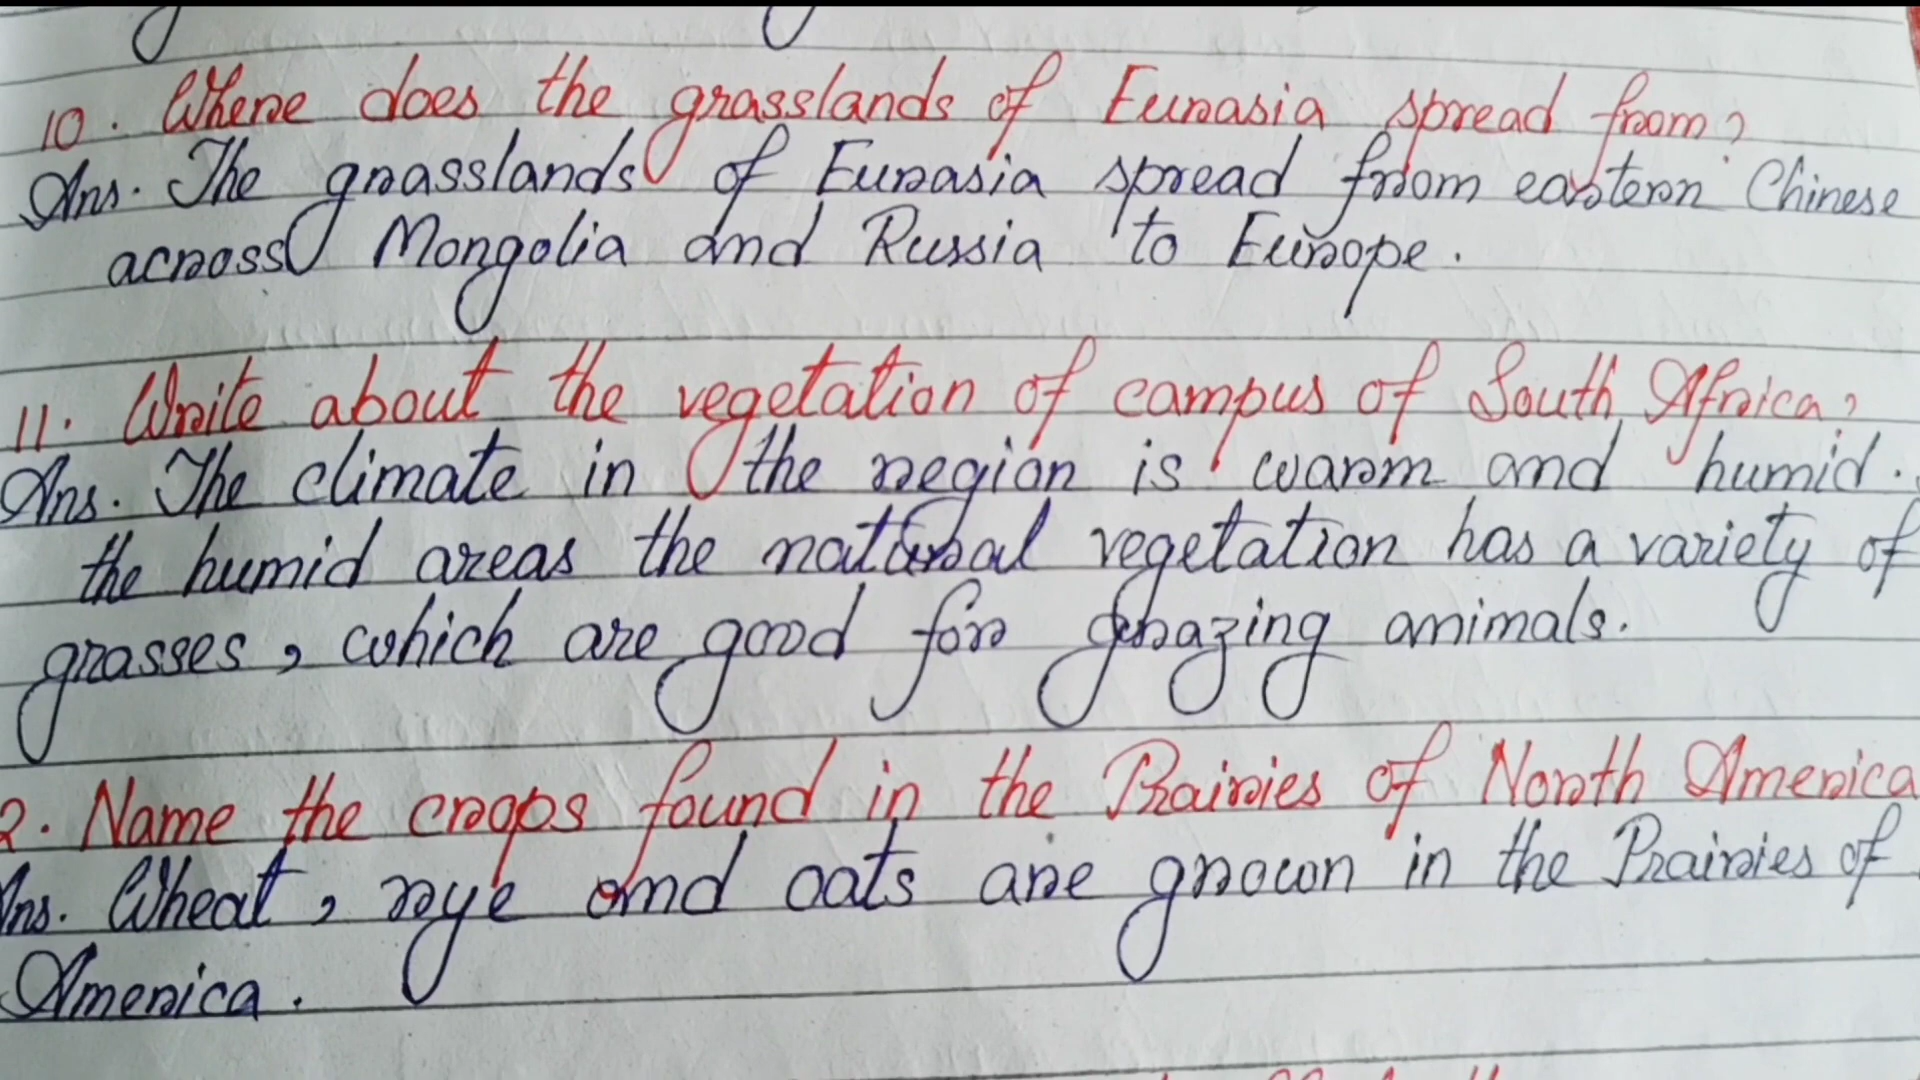 10. Where does the grasslands of Eurasia spread from?
Ans. The grasslands of Eurasia spread from eastern Chinese
across Mongolia and Russia to Europe.
11. Write about the vegetation of campus of South Africa?
Ans. The climate in the region is warm and humid.
the humid areas the natural vegetation has a variety of
grasses, which are good for grazing animals.
2. Name the crops found in the Prairies of North America
Ans. Wheat, rye and oats are grown in the Prairies of
America.